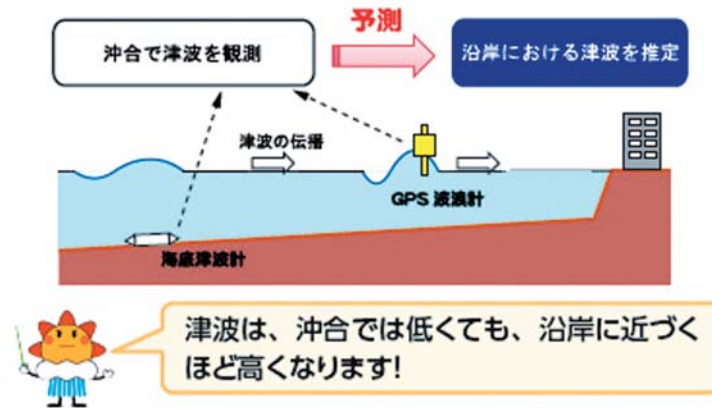 予測
沖合で津波を観測
沿岸における津波を推定
津波の伝播
GPS 波浪計
海底津波計
津波は、沖合では低くても、沿岸に近づく
ほど高くなります!